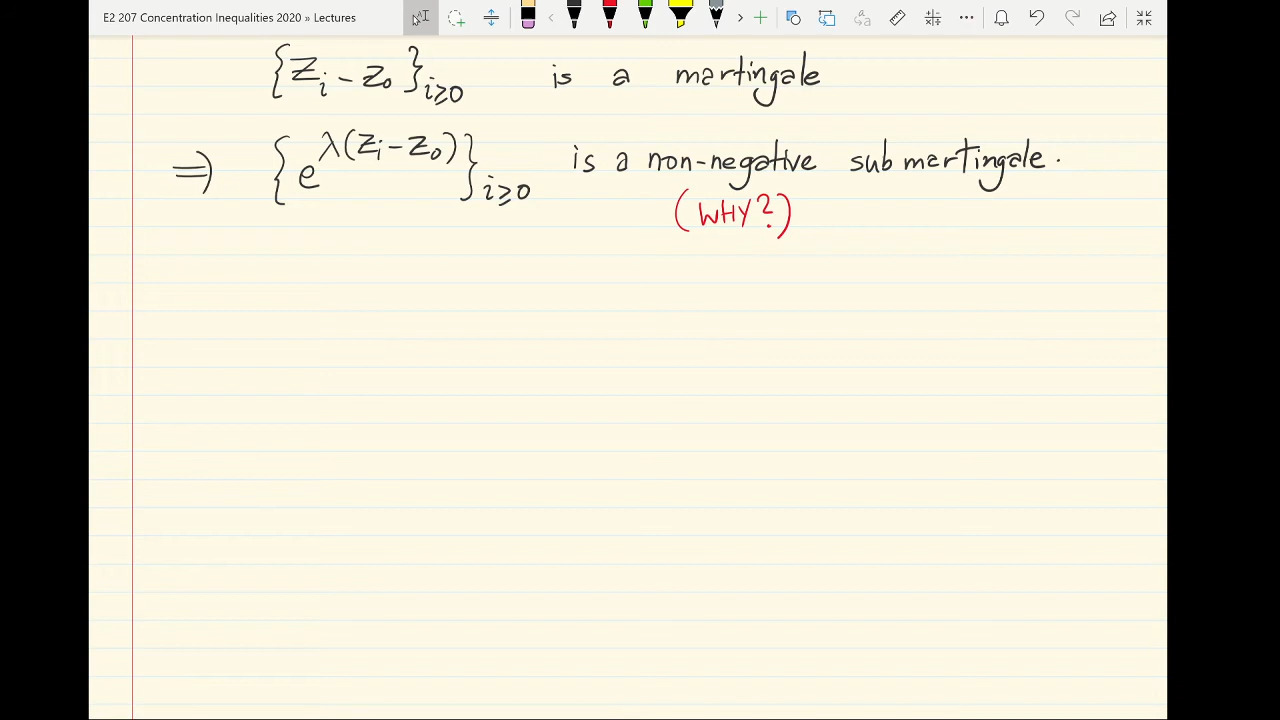 E2 207 Concentration Inequalities 2020 » Lectures
{Z_i - Z_0}_{i≥0} is a martingale
⇒ {e^{λ(Z_i - Z_0)}}_{i≥0} is a non-negative submartingale.
(WHY?)